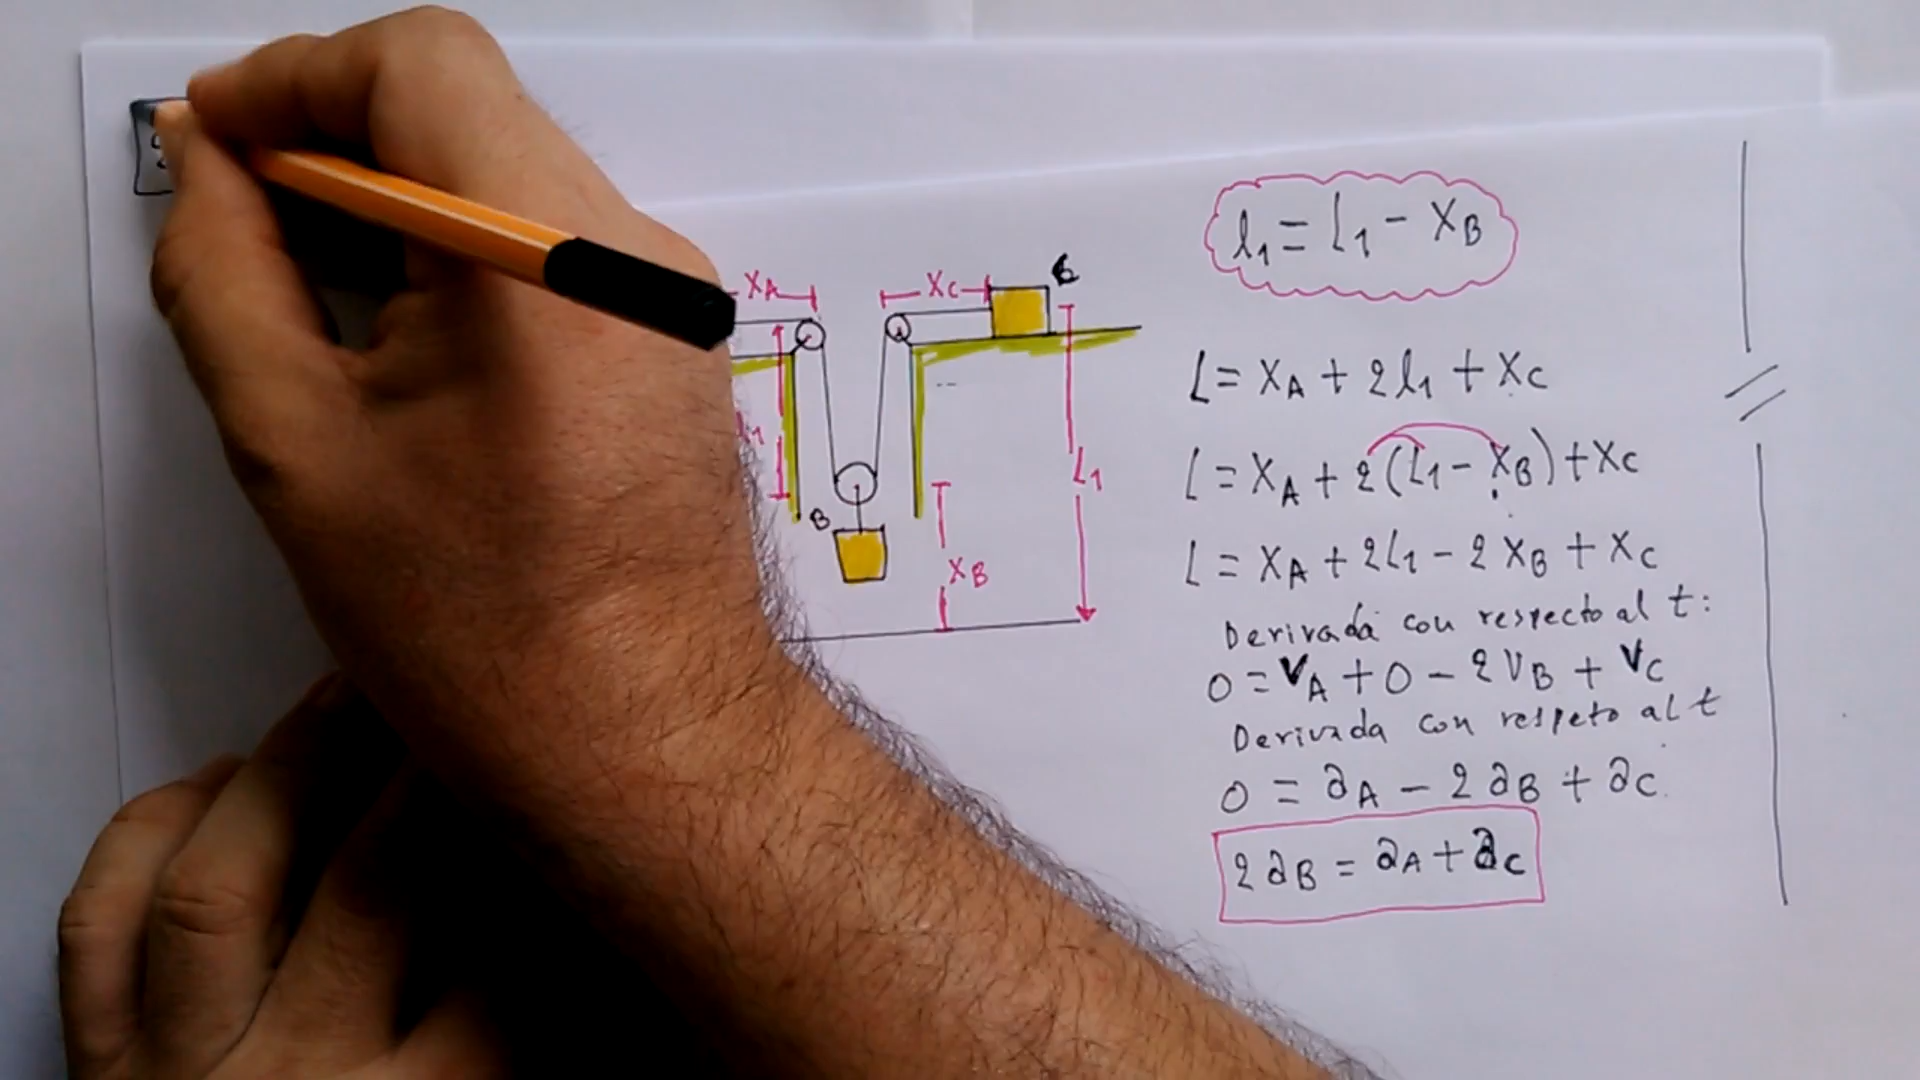 l₁ = L₁ - XB
XA
XC
C
L = XA + 2l₁ + XC
L = XA + 2(L₁ - XB) + XC
l₁
L₁
B
XB
L = XA + 2L₁ - 2XB + XC
Derivada con respecto al t:
0 = VA + 0 - 2VB + VC
Derivada con respeto al t
0 = aA - 2aB + aC
2aB = aA + aC